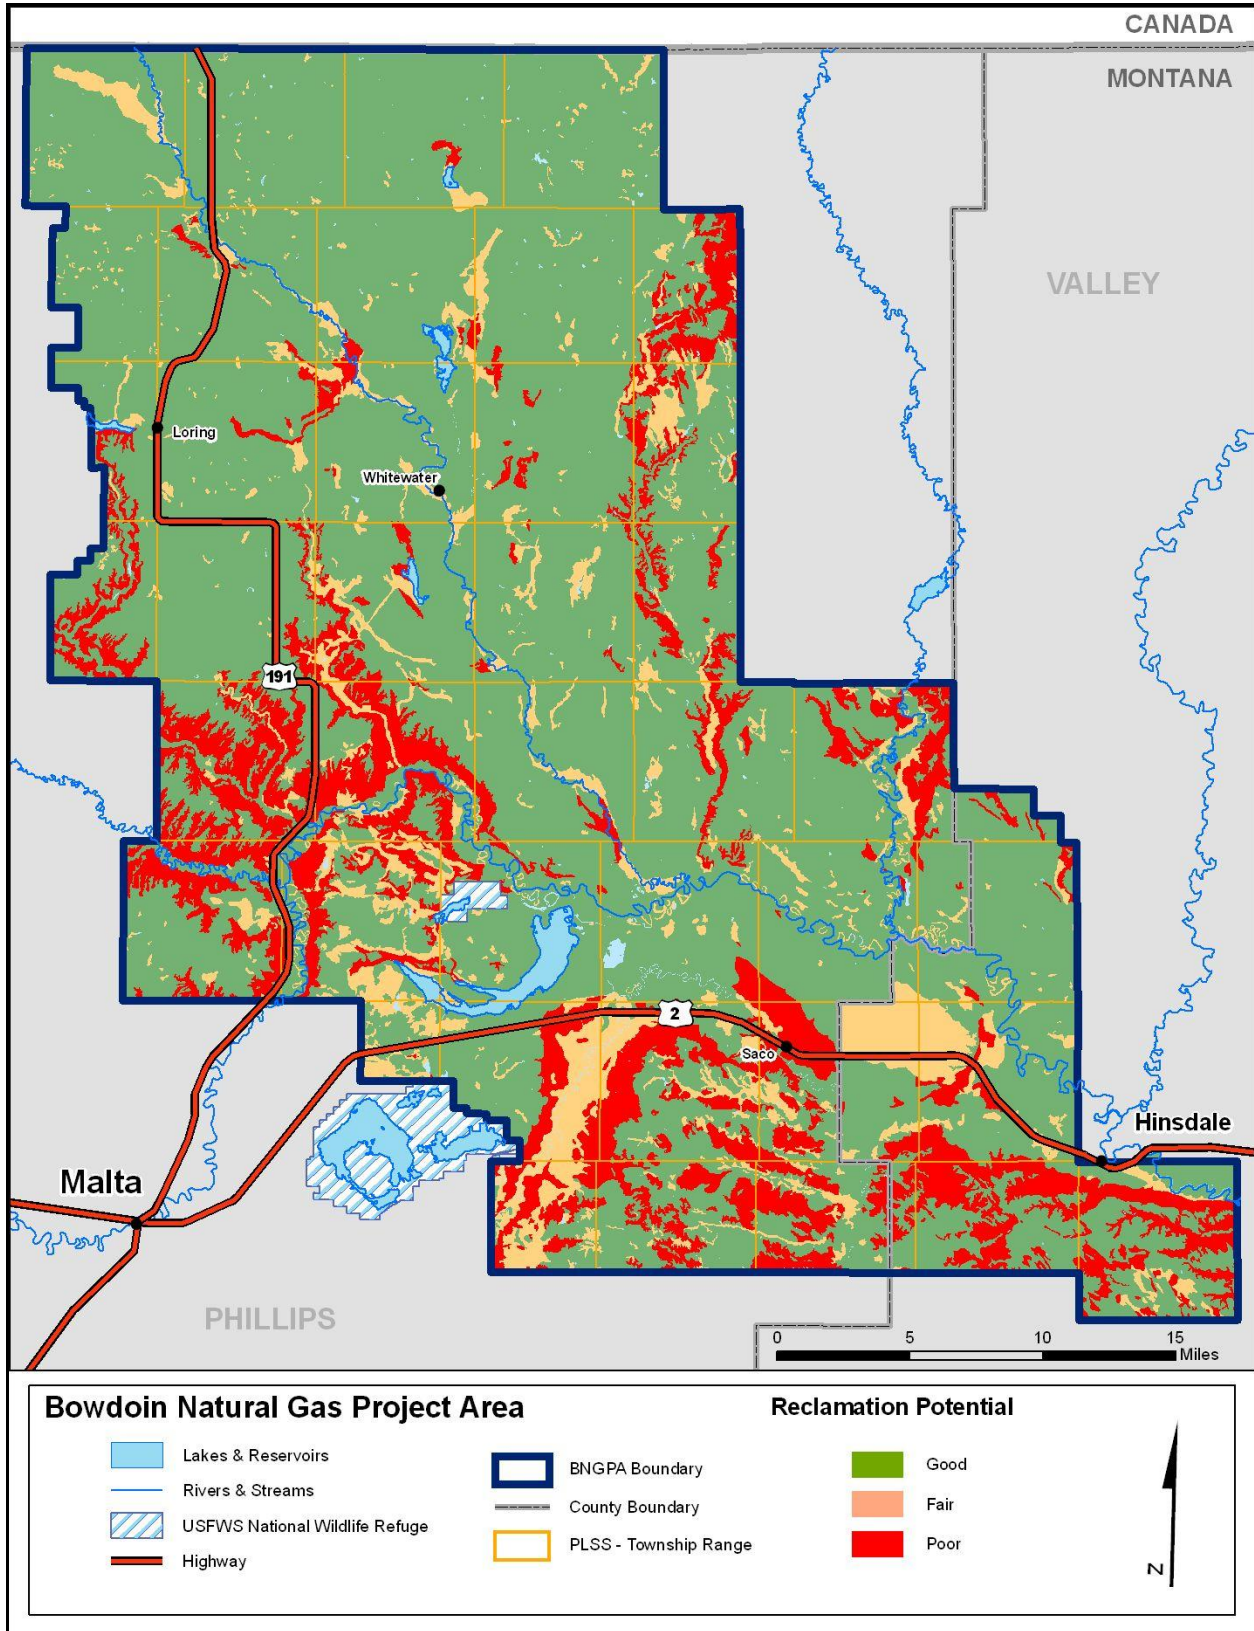 CANADA
MONTANA
VALLEY
Loring
Whitewater
191
2
Saco
Hinsdale
Malta
PHILLIPS
0 5 10 15
Miles
Bowdoin Natural Gas Project Area
Reclamation Potential
Lakes & Reservoirs
Rivers & Streams
USFWS National Wildlife Refuge
Highway
BNGPA Boundary
County Boundary
PLSS - Township Range
Good
Fair
Poor
N